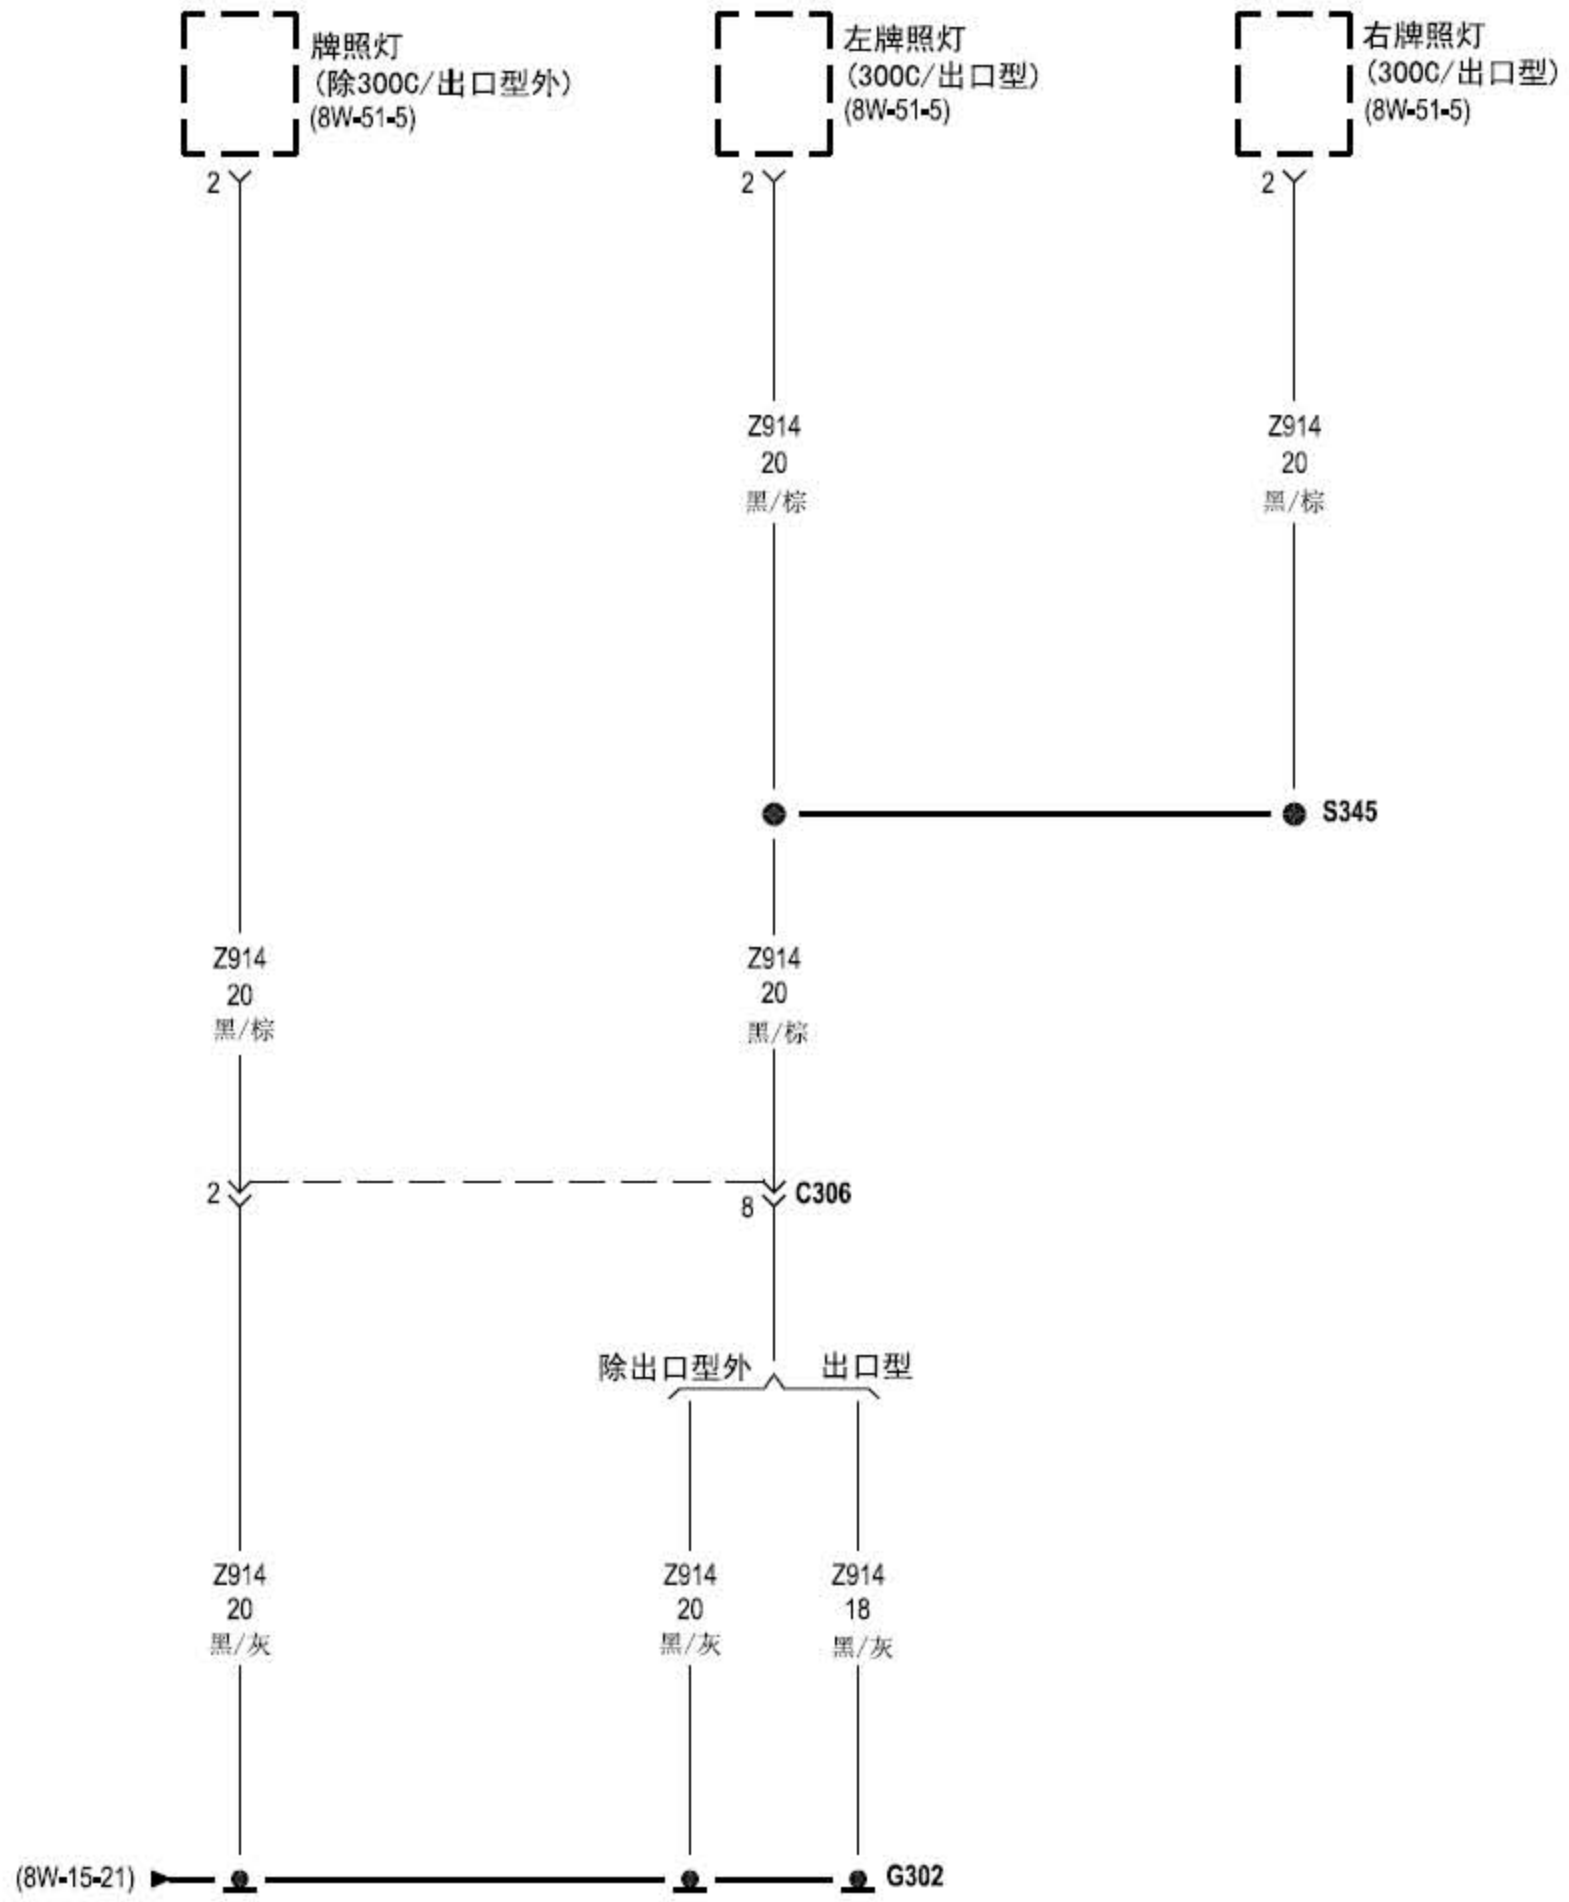 牌照灯
(除300C/出口型外)
(8W-51-5)
左牌照灯
(300C/出口型)
(8W-51-5)
右牌照灯
(300C/出口型)
(8W-51-5)
2
2
2
Z914
20
黑/棕
Z914
20
黑/棕
S345
Z914
20
黑/棕
Z914
20
黑/棕
2
8
C306
除出口型外
出口型
Z914
20
黑/灰
Z914
20
黑/灰
Z914
18
黑/灰
(8W-15-21)
G302